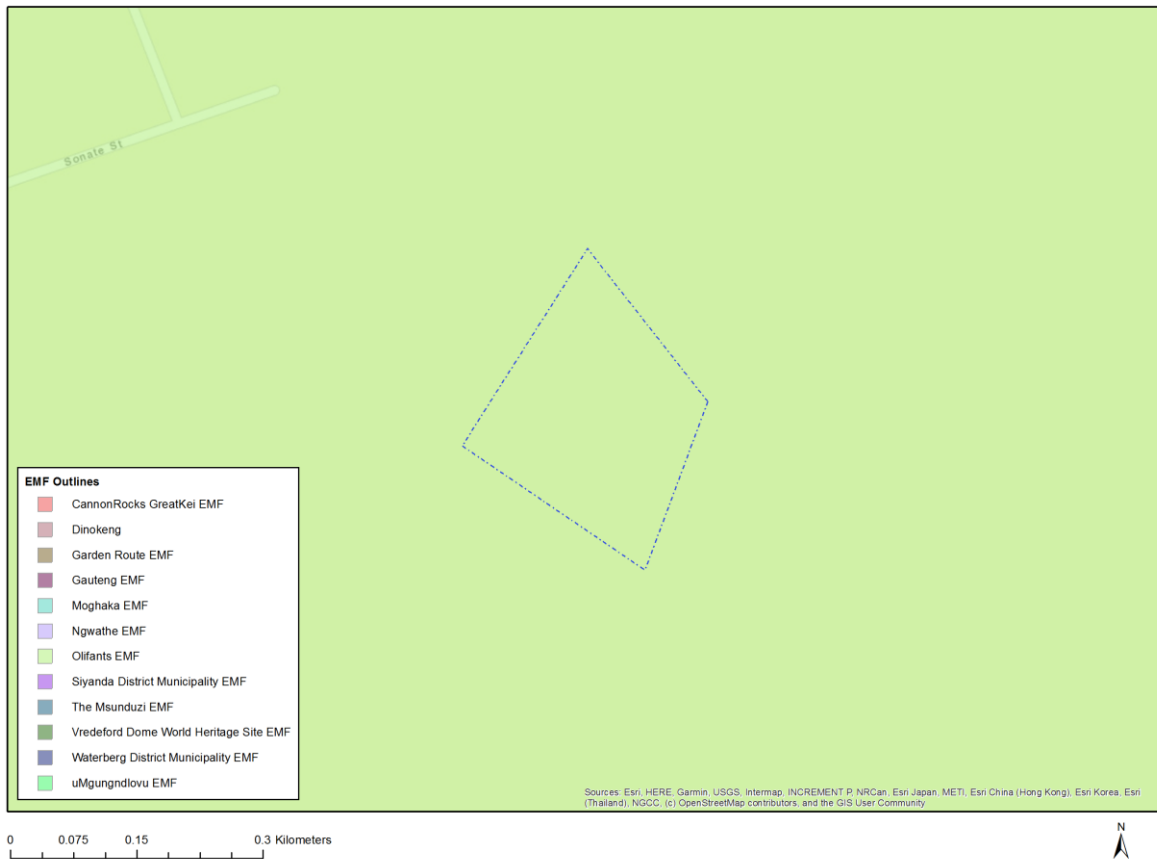 Sonate St
EMF Outlines
CannonRocks GreatKei EMF
Dinokeng
Garden Route EMF
Gauteng EMF
Moghaka EMF
Ngwathe EMF
Olifants EMF
Siyanda District Municipality EMF
The Msunduzi EMF
Vredeford Dome World Heritage Site EMF
Waterberg District Municipality EMF
uMgungndlovu EMF
Sources: Esri, HERE, Garmin, USGS, Intermap, INCREMENT P, NRCan, Esri Japan, METI, Esri China (Hong Kong), Esri Korea, Esri
(Thailand), NGCC, (c) OpenStreetMap contributors, and the GIS User Community
0 0.075 0.15 0.3 Kilometers
N